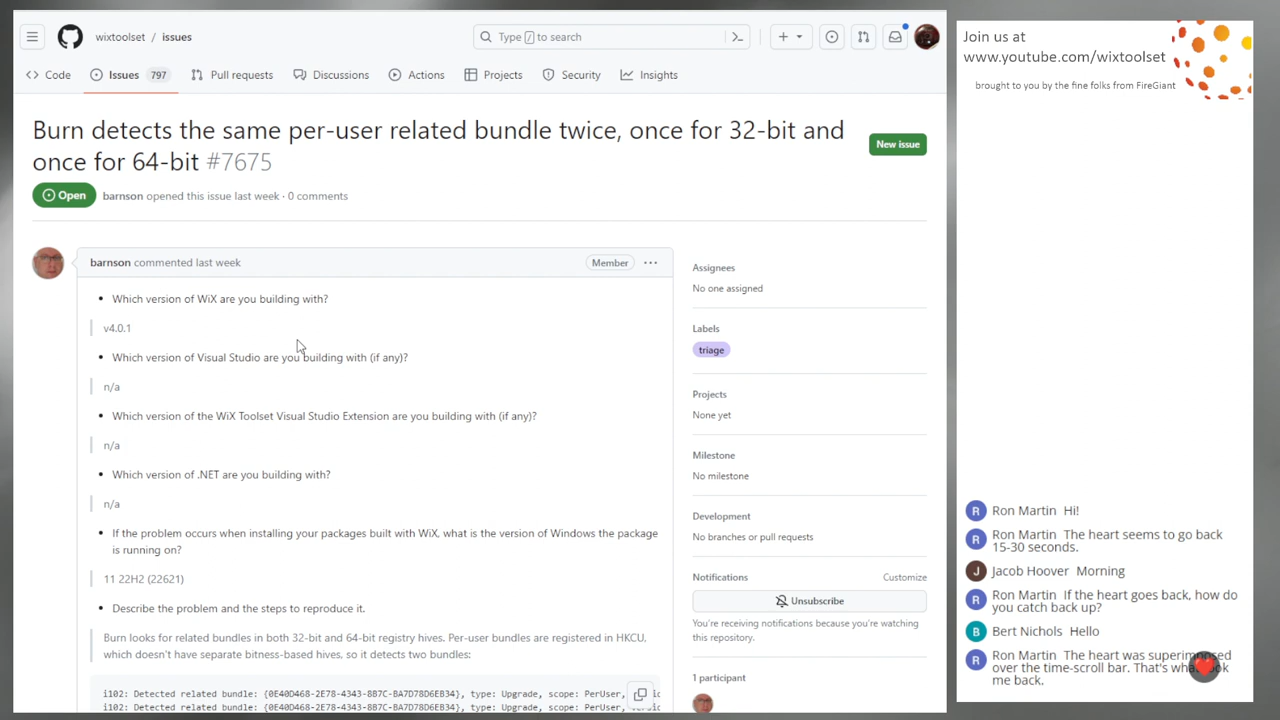 wixtoolset / issues
Type / to search
Code
Issues 797
Pull requests
Discussions
Actions
Projects
Security
Insights
Burn detects the same per-user related bundle twice, once for 32-bit and
once for 64-bit #7675
New issue
Open
barnson opened this issue last week · 0 comments
barnson commented last week
Member
• Which version of WiX are you building with?
v4.0.1
• Which version of Visual Studio are you building with (if any)?
n/a
• Which version of the WiX Toolset Visual Studio Extension are you building with (if any)?
n/a
• Which version of .NET are you building with?
n/a
• If the problem occurs when installing your packages built with WiX, what is the version of Windows the package
is running on?
11 22H2 (22621)
• Describe the problem and the steps to reproduce it.
Burn looks for related bundles in both 32-bit and 64-bit registry hives. Per-user bundles are registered in HKCU,
which doesn't have separate bitness-based hives, so it detects two bundles:
i102: Detected related bundle: {0E40D468-2E78-4343-887C-BA7D78D6EB34}, type: Upgrade, scope: PerUser,
i102: Detected related bundle: {0E40D468-2E78-4343-887C-BA7D78D6EB34}, type: Upgrade, scope: PerUser,
Assignees
No one assigned
Labels
triage
Projects
None yet
Milestone
No milestone
Development
No branches or pull requests
Notifications
Customize
Unsubscribe
You're receiving notifications because you're watching
this repository.
1 participant
Join us at
www.youtube.com/wixtoolset
brought to you by the fine folks from FireGiant
R Ron Martin Hi!
R Ron Martin The heart seems to go back
15-30 seconds.
J Jacob Hoover Morning
R Ron Martin If the heart goes back, how do
you catch back up?
B Bert Nichols Hello
R Ron Martin The heart was superimposed
over the time-scroll bar. That's what took
me back.